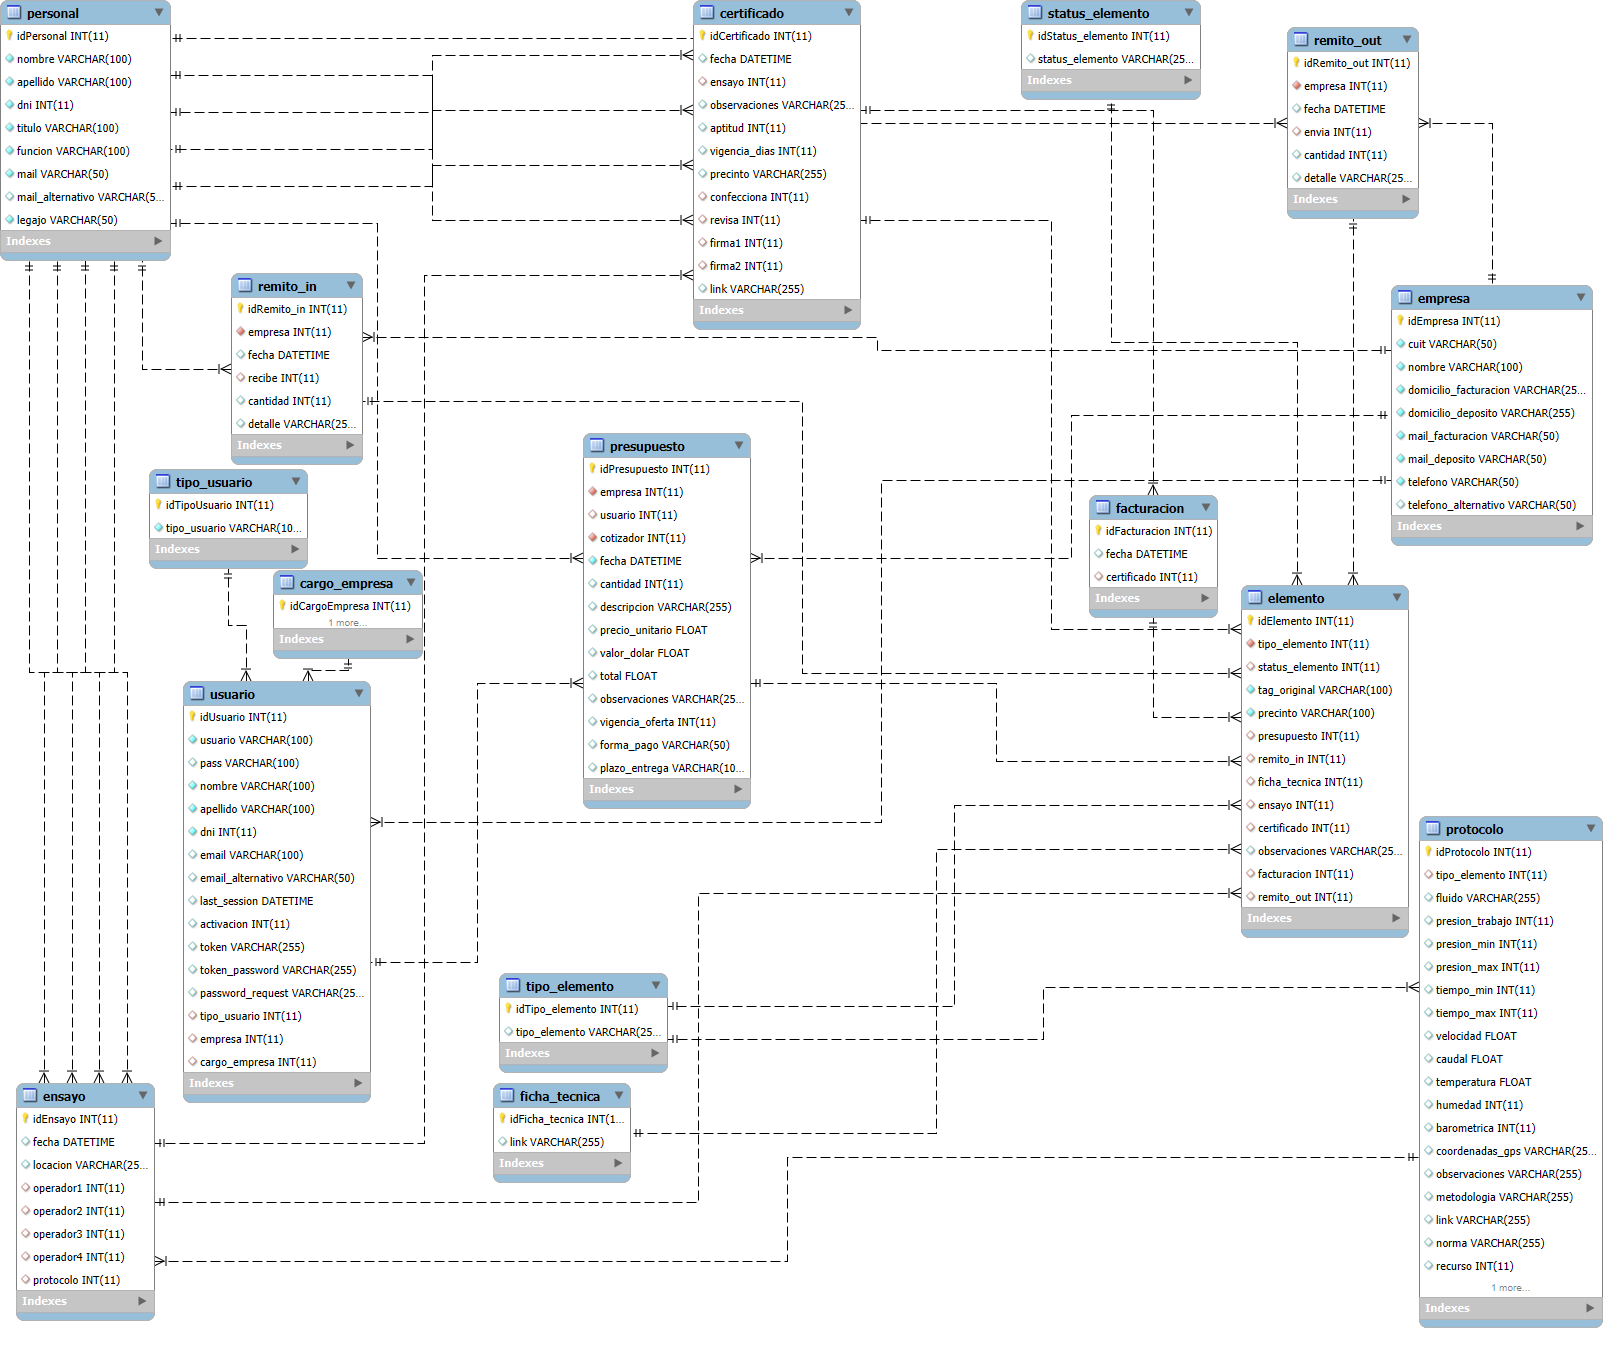 personal
idPersonal INT(11)
nombre VARCHAR(100)
apellido VARCHAR(100)
dni INT(11)
titulo VARCHAR(100)
funcion VARCHAR(100)
mail VARCHAR(50)
mail_alternativo VARCHAR(5...
legajo VARCHAR(50)
Indexes
certificado
idCertificado INT(11)
fecha DATETIME
ensayo INT(11)
observaciones VARCHAR(25...
aptitud INT(11)
vigencia_dias INT(11)
precinto VARCHAR(255)
confecciona INT(11)
revisa INT(11)
firma1 INT(11)
firma2 INT(11)
link VARCHAR(255)
Indexes
status_elemento
idStatus_elemento INT(11)
status_elemento VARCHAR(25...
Indexes
remito_out
idRemito_out INT(11)
empresa INT(11)
fecha DATETIME
envia INT(11)
cantidad INT(11)
detalle VARCHAR(25...
Indexes
remito_in
idRemito_in INT(11)
empresa INT(11)
fecha DATETIME
recibe INT(11)
cantidad INT(11)
detalle VARCHAR(25...
Indexes
empresa
idEmpresa INT(11)
cuit VARCHAR(50)
nombre VARCHAR(100)
domicilio_facturacion VARCHAR(25...
domicilio_deposito VARCHAR(255)
mail_facturacion VARCHAR(50)
mail_deposito VARCHAR(50)
telefono VARCHAR(50)
telefono_alternativo VARCHAR(50)
Indexes
presupuesto
idPresupuesto INT(11)
empresa INT(11)
usuario INT(11)
cotizador INT(11)
fecha DATETIME
cantidad INT(11)
descripcion VARCHAR(255)
precio_unitario FLOAT
valor_dolar FLOAT
total FLOAT
observaciones VARCHAR(25...
vigencia_oferta INT(11)
forma_pago VARCHAR(50)
plazo_entrega VARCHAR(10...
Indexes
tipo_usuario
idTipoUsuario INT(11)
tipo_usuario VARCHAR(10...
Indexes
cargo_empresa
idCargoEmpresa INT(11)
1 more...
Indexes
facturacion
idFacturacion INT(11)
fecha DATETIME
certificado INT(11)
Indexes
elemento
idElemento INT(11)
tipo_elemento INT(11)
status_elemento INT(11)
tag_original VARCHAR(100)
precinto VARCHAR(100)
presupuesto INT(11)
remito_in INT(11)
ficha_tecnica INT(11)
ensayo INT(11)
certificado INT(11)
observaciones VARCHAR(25...
facturacion INT(11)
remito_out INT(11)
Indexes
usuario
idUsuario INT(11)
usuario VARCHAR(100)
pass VARCHAR(100)
nombre VARCHAR(100)
apellido VARCHAR(100)
dni INT(11)
email VARCHAR(100)
email_alternativo VARCHAR(50)
last_session DATETIME
activacion INT(11)
token VARCHAR(255)
token_password VARCHAR(255)
password_request VARCHAR(25...
tipo_usuario INT(11)
empresa INT(11)
cargo_empresa INT(11)
Indexes
protocolo
idProtocolo INT(11)
tipo_elemento INT(11)
fluido VARCHAR(255)
presion_trabajo INT(11)
presion_min INT(11)
presion_max INT(11)
tiempo_min INT(11)
tiempo_max INT(11)
velocidad FLOAT
caudal FLOAT
temperatura FLOAT
humedad INT(11)
barometrica INT(11)
coordenadas_gps VARCHAR(25...
observaciones VARCHAR(255)
metodologia VARCHAR(255)
link VARCHAR(255)
norma VARCHAR(255)
recurso INT(11)
1 more...
Indexes
tipo_elemento
idTipo_elemento INT(11)
tipo_elemento VARCHAR(25...
Indexes
ficha_tecnica
idFicha_tecnica INT(1...
link VARCHAR(255)
Indexes
ensayo
idEnsayo INT(11)
fecha DATETIME
locacion VARCHAR(25...
operador1 INT(11)
operador2 INT(11)
operador3 INT(11)
operador4 INT(11)
protocolo INT(11)
Indexes